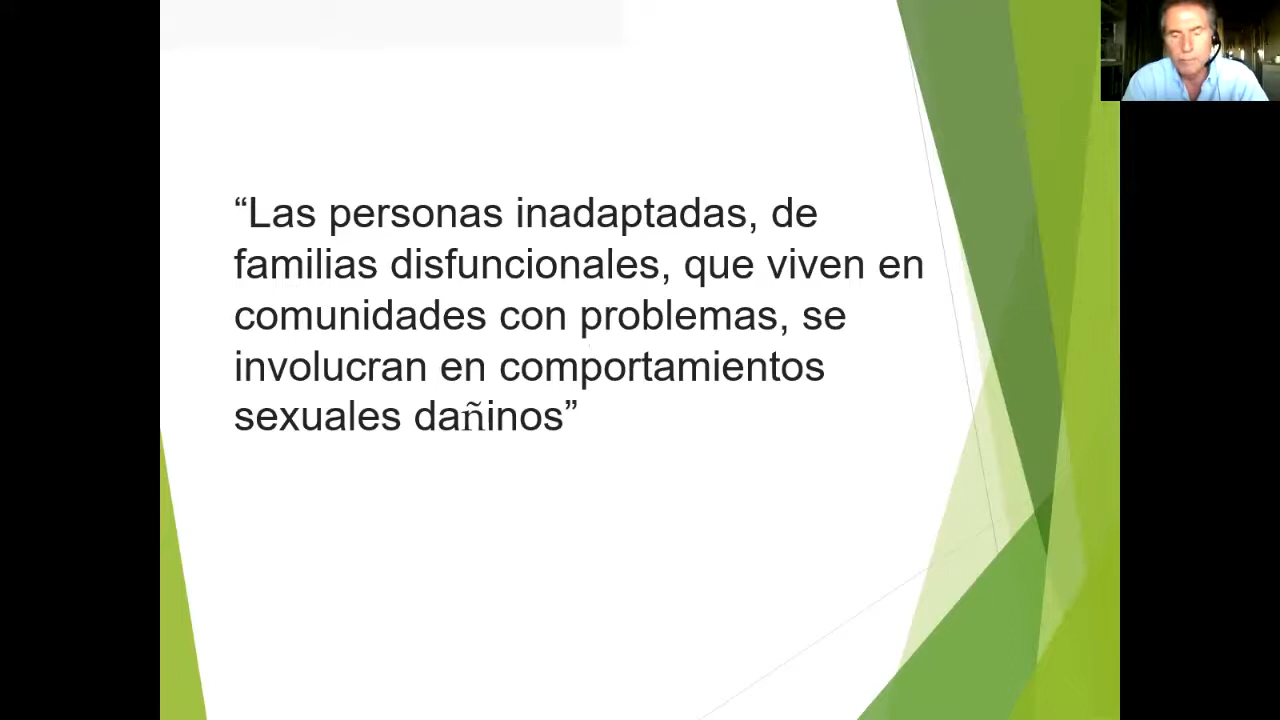 “Las personas inadaptadas, de
familias disfuncionales, que viven en
comunidades con problemas, se
involucran en comportamientos
sexuales dañinos”